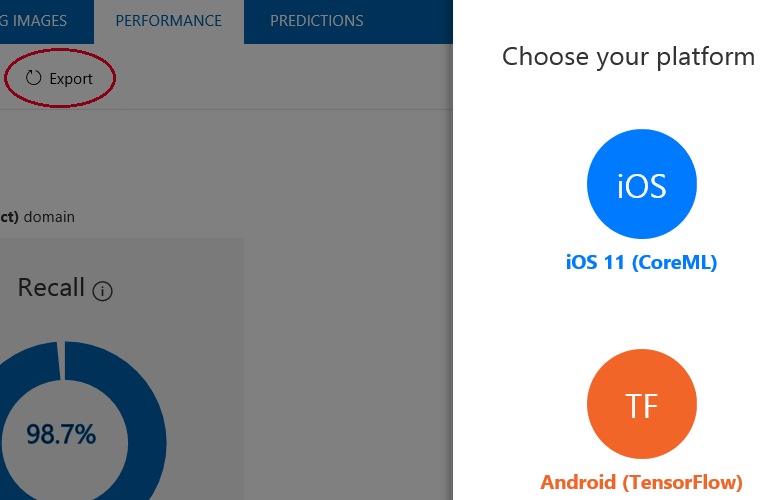 G IMAGES
PERFORMANCE
PREDICTIONS
Export
ct) domain
Recall
98.7%
Choose your platform
iOS
iOS 11 (CoreML)
TF
Android (TensorFlow)